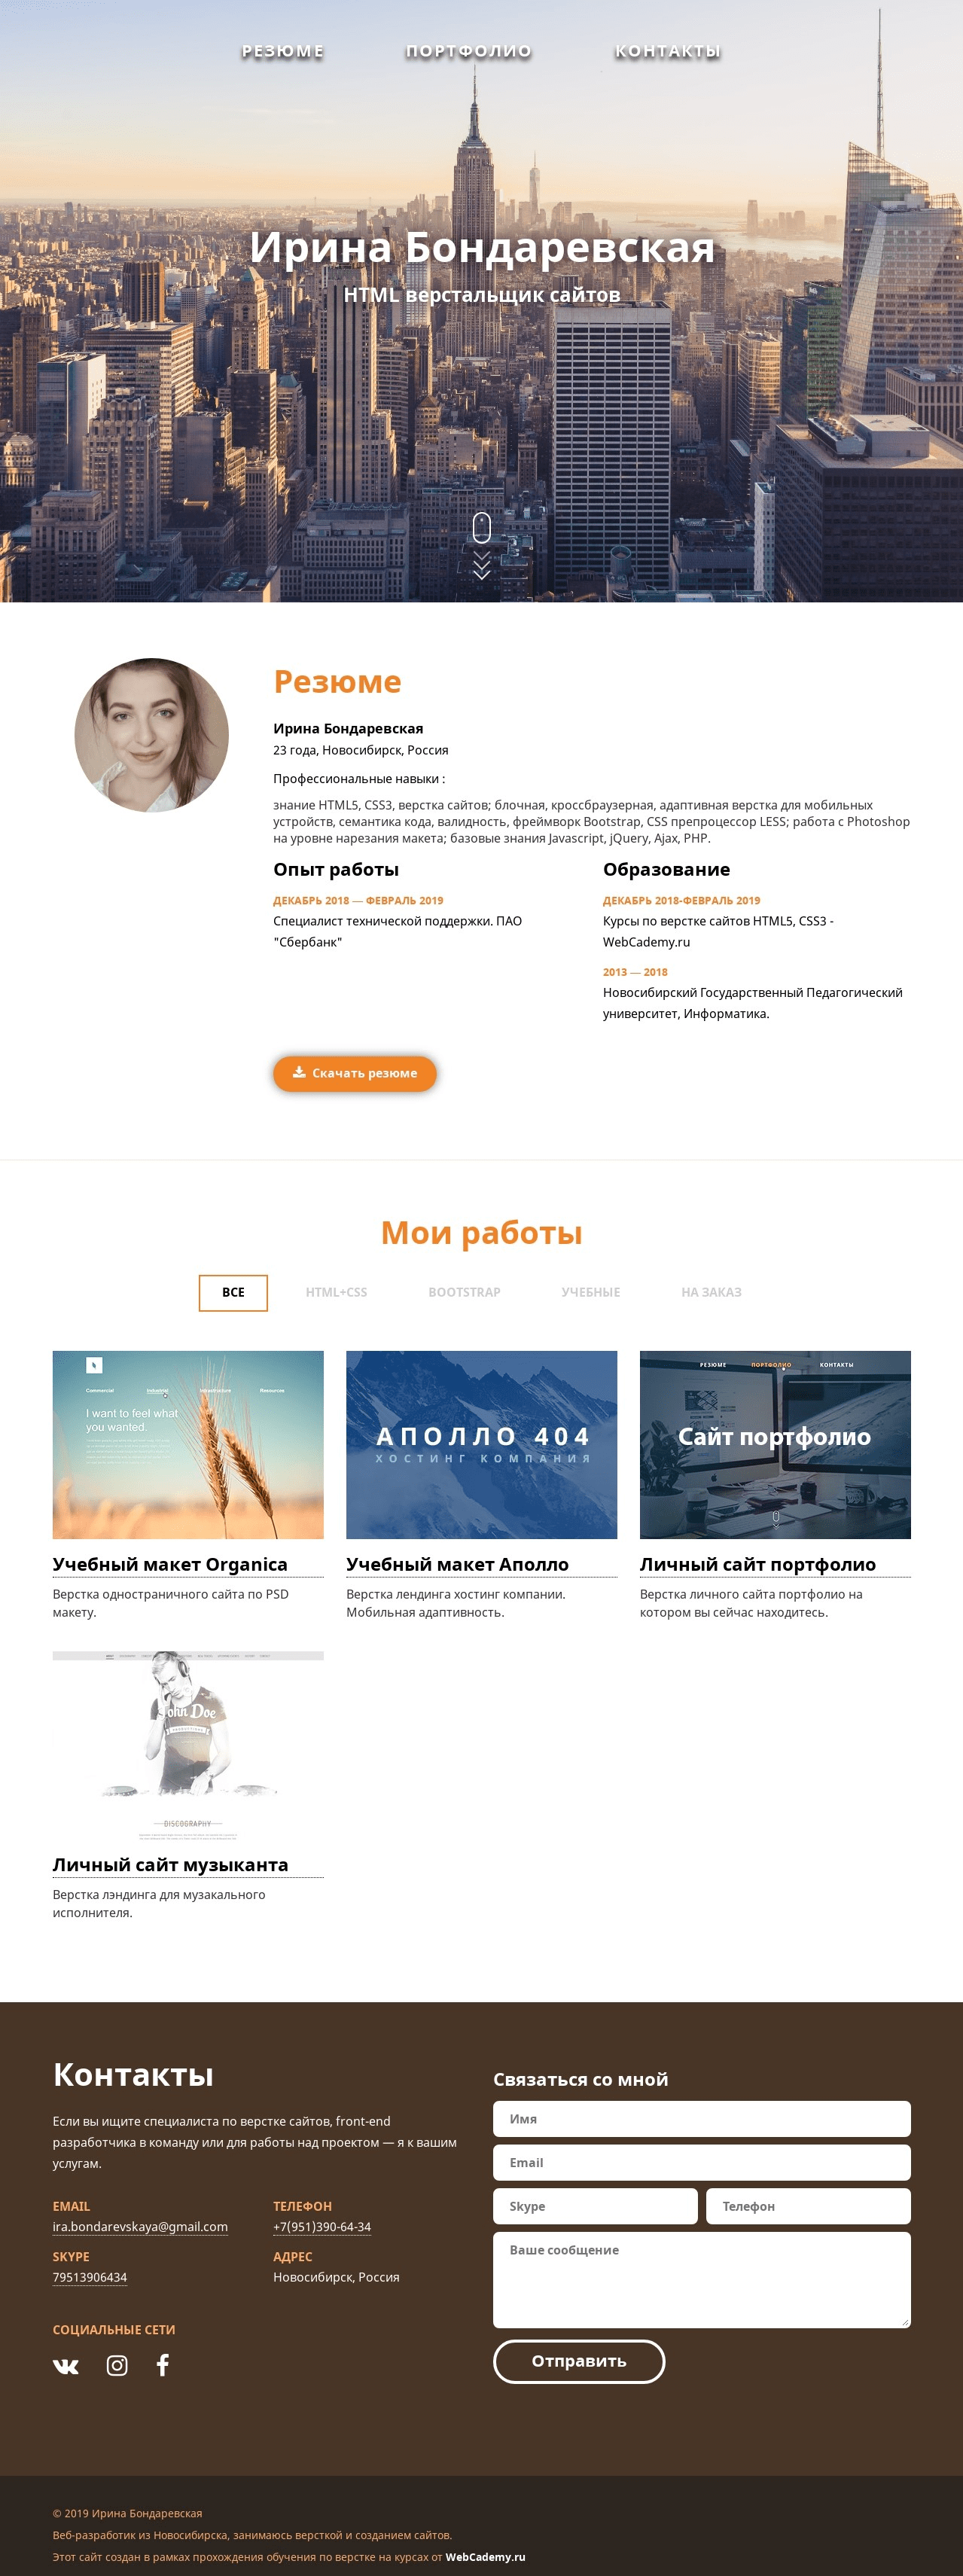 РЕЗЮМЕ ПОРТФОЛИО КОНТАКТЫ
Ирина Бондаревская
HTML верстальщик сайтов
Резюме
Ирина Бондаревская
23 года, Новосибирск, Россия
Профессиональные навыки :
знание HTML5, CSS3, верстка сайтов; блочная, кроссбраузерная, адаптивная верстка для мобильных
устройств, семантика кода, валидность, фреймворк Bootstrap, CSS препроцессор LESS; работа с Photoshop
на уровне нарезания макета; базовые знания Javascript, jQuery, Ajax, PHP.
Опыт работы
ДЕКАБРЬ 2018 — ФЕВРАЛЬ 2019
Специалист технической поддержки. ПАО
"Сбербанк"
Образование
ДЕКАБРЬ 2018-ФЕВРАЛЬ 2019
Курсы по верстке сайтов HTML5, CSS3 -
WebCademy.ru
2013 — 2018
Новосибирский Государственный Педагогический
университет, Информатика.
Скачать резюме
Мои работы
ВСЕ HTML+CSS BOOTSTRAP УЧЕБНЫЕ НА ЗАКАЗ
Commercial Industrial Infrastructure Resources
I want to feel what
you wanted.
Учебный макет Organica
Верстка одностраничного сайта по PSD
макету.
АПОЛЛО 404
ХОСТИНГ КОМПАНИЯ
Учебный макет Аполло
Верстка лендинга хостинг компании.
Мобильная адаптивность.
РЕЗЮМЕ ПОРТФОЛИО КОНТАКТЫ
Сайт портфолио
Личный сайт портфолио
Верстка личного сайта портфолио на
котором вы сейчас находитесь.
John Doe
PRODUCTIONS
DISCOGRAPHY
Личный сайт музыканта
Верстка лэндинга для музакального
исполнителя.
Контакты
Если вы ищите специалиста по верстке сайтов, front-end
разработчика в команду или для работы над проектом — я к вашим
услугам.
EMAIL
ira.bondarevskaya@gmail.com
ТЕЛЕФОН
+7(951)390-64-34
SKYPE
79513906434
АДРЕС
Новосибирск, Россия
СОЦИАЛЬНЫЕ СЕТИ
Связаться со мной
Имя
Email
Skype Телефон
Ваше сообщение
Отправить
© 2019 Ирина Бондаревская
Веб-разработик из Новосибирска, занимаюсь версткой и созданием сайтов.
Этот сайт создан в рамках прохождения обучения по верстке на курсах от WebCademy.ru